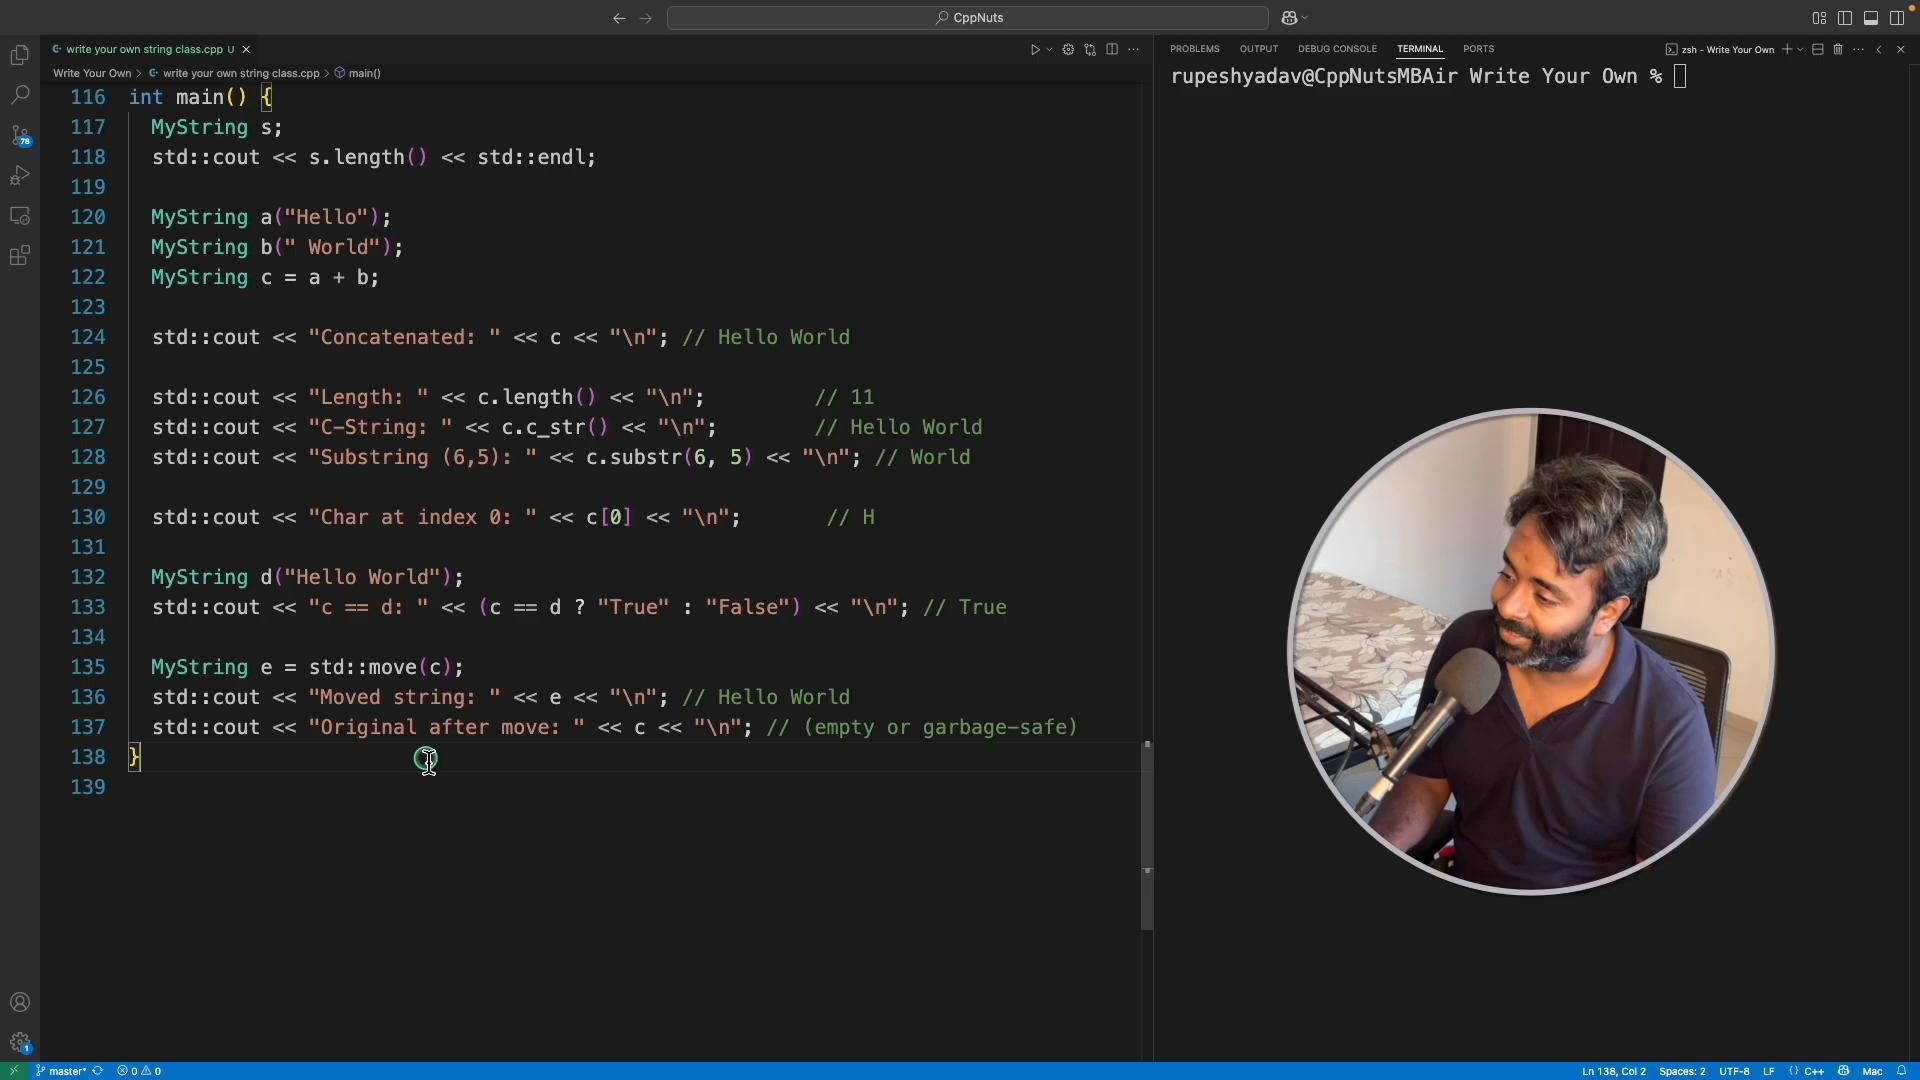 CppNuts
write your own string class.cpp U
Write Your Own > write your own string class.cpp > main()
116 int main() {
117 MyString s;
118 std::cout << s.length() << std::endl;
119
120 MyString a("Hello");
121 MyString b(" World");
122 MyString c = a + b;
123
124 std::cout << "Concatenated: " << c << "\n"; // Hello World
125
126 std::cout << "Length: " << c.length() << "\n"; // 11
127 std::cout << "C-String: " << c.c_str() << "\n"; // Hello World
128 std::cout << "Substring (6,5): " << c.substr(6, 5) << "\n"; // World
129
130 std::cout << "Char at index 0: " << c[0] << "\n"; // H
131
132 MyString d("Hello World");
133 std::cout << "c == d: " << (c == d ? "True" : "False") << "\n"; // True
134
135 MyString e = std::move(c);
136 std::cout << "Moved string: " << e << "\n"; // Hello World
137 std::cout << "Original after move: " << c << "\n"; // (empty or garbage-safe)
138 }
139
PROBLEMS OUTPUT DEBUG CONSOLE TERMINAL PORTS
zsh - Write Your Own
rupeshyadav@CppNutsMBAir Write Your Own %
78
1
master* 0 0
Ln 138, Col 2 Spaces: 2 UTF-8 LF {} C++ Mac